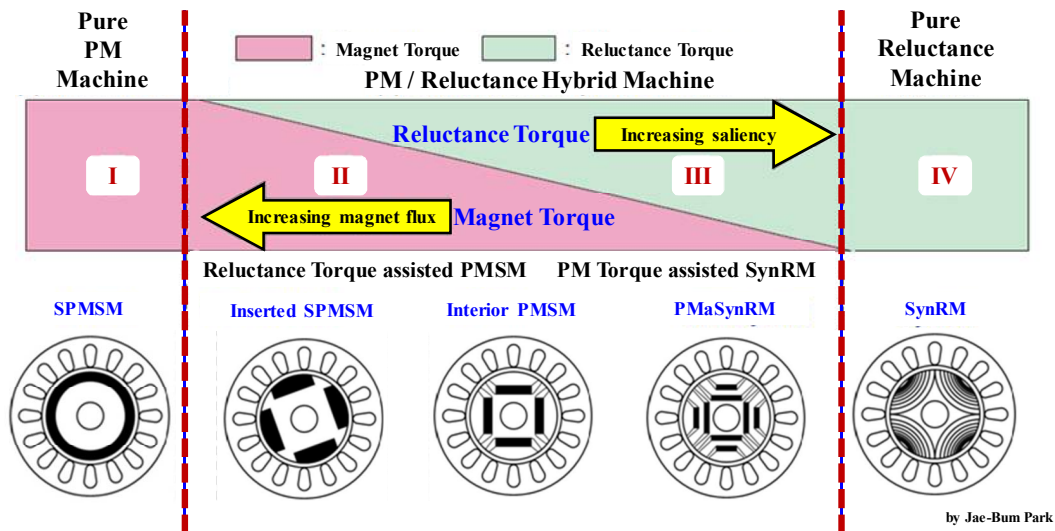 Pure
PM
Machine
: Magnet Torque
: Reluctance Torque
PM / Reluctance Hybrid Machine
Pure
Reluctance
Machine
Reluctance Torque
Increasing saliency
I
II
III
IV
Increasing magnet flux
Magnet Torque
Reluctance Torque assisted PMSM
PM Torque assisted SynRM
SPMSM
Inserted SPMSM
Interior PMSM
PMaSynRM
SynRM
by Jae-Bum Park